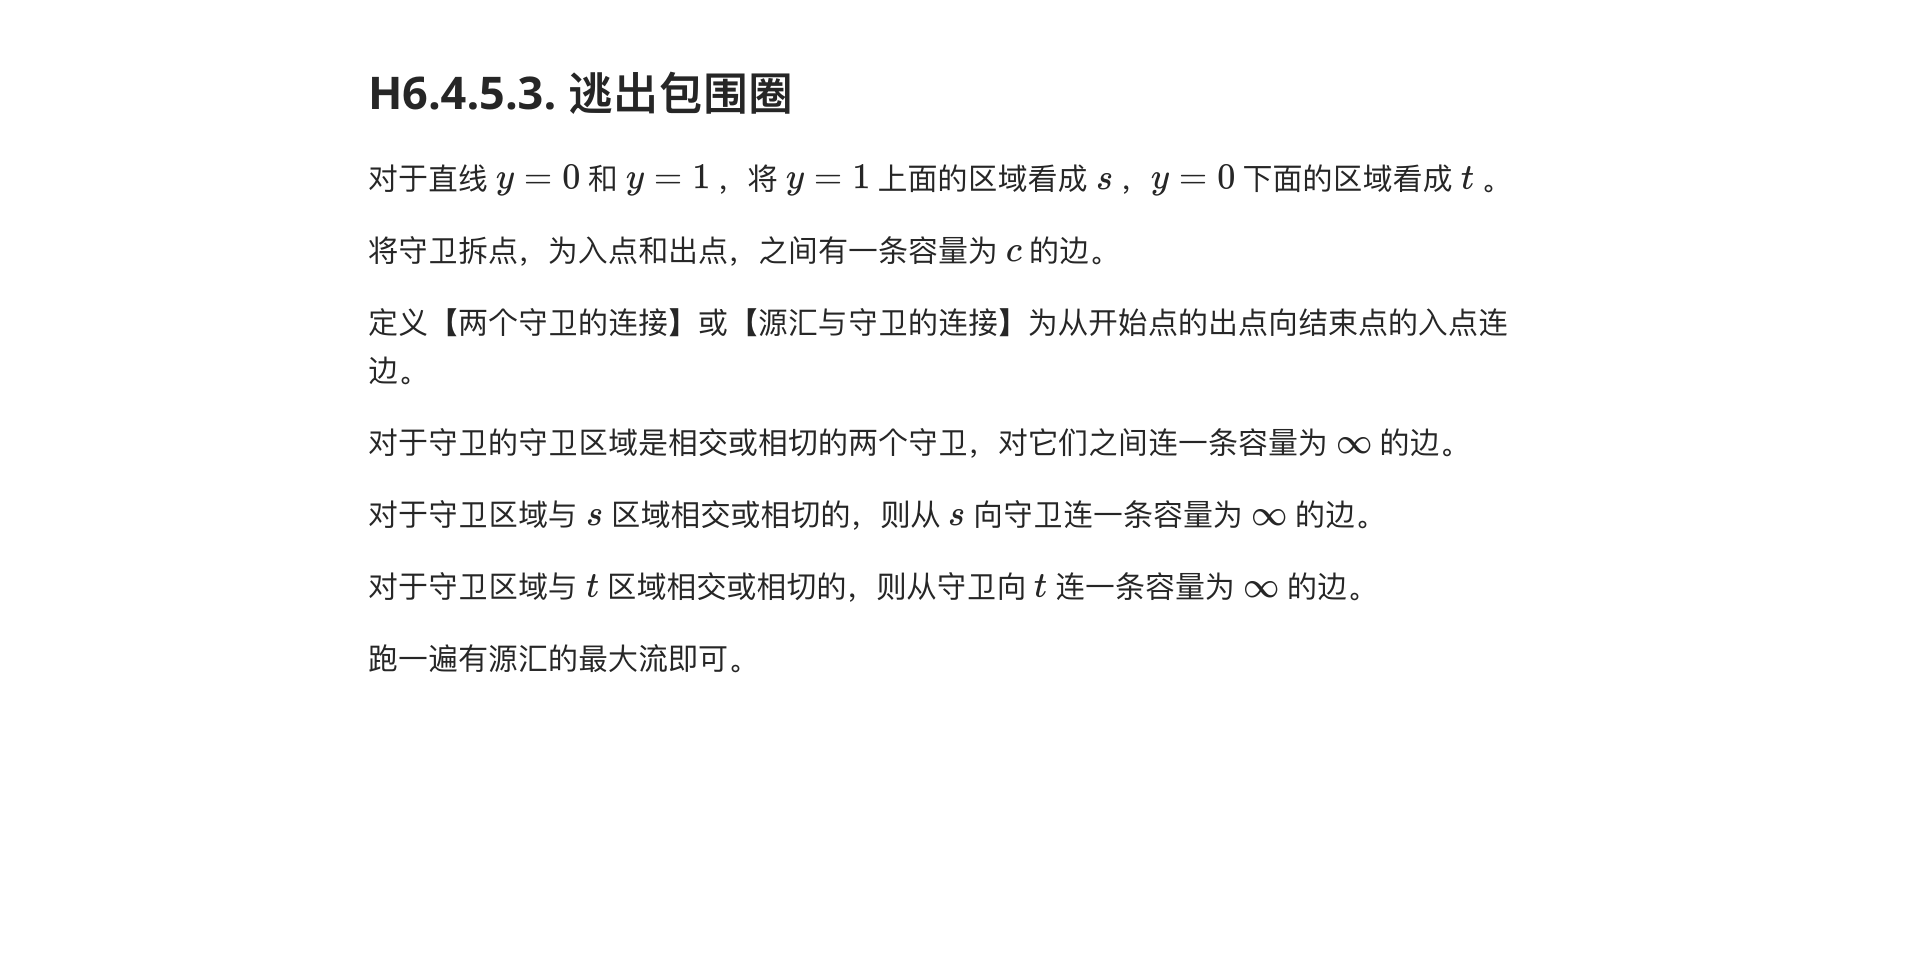 H6.4.5.3. 逃出包围圈
对于直线 y = 0 和 y = 1 ，将 y = 1 上面的区域看成 s ，y = 0 下面的区域看成 t 。
将守卫拆点，为入点和出点，之间有一条容量为 c 的边。
定义【两个守卫的连接】或【源汇与守卫的连接】为从开始点的出点向结束点的入点连
边。
对于守卫的守卫区域是相交或相切的两个守卫，对它们之间连一条容量为 ∞ 的边。
对于守卫区域与 s 区域相交或相切的，则从 s 向守卫连一条容量为 ∞ 的边。
对于守卫区域与 t 区域相交或相切的，则从守卫向 t 连一条容量为 ∞ 的边。
跑一遍有源汇的最大流即可。